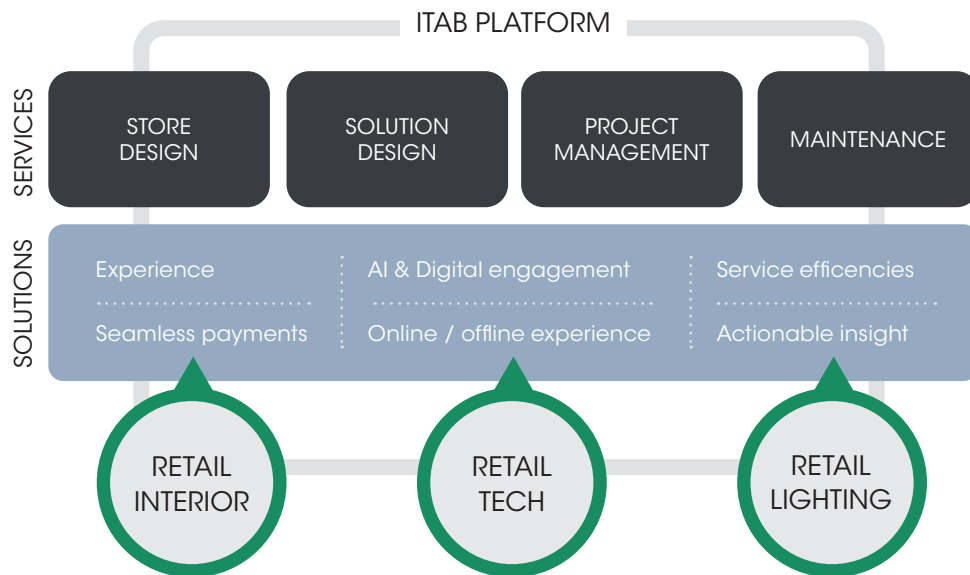 ITAB PLATFORM
SERVICES
STORE
DESIGN
SOLUTION
DESIGN
PROJECT
MANAGEMENT
MAINTENANCE
SOLUTIONS
Experience
AI & Digital engagement
Service efficencies
Seamless payments
Online / offline experience
Actionable insight
RETAIL
INTERIOR
RETAIL
TECH
RETAIL
LIGHTING